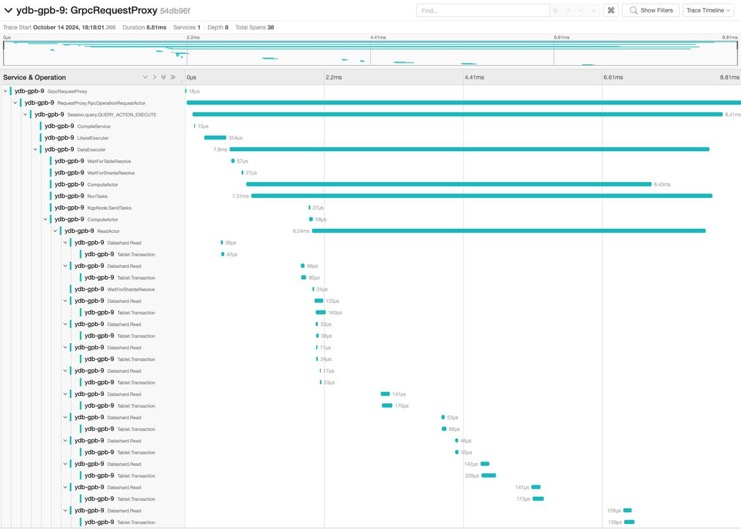 ydb-gpb-9: GrpcRequestProxy 54db96f
Find...
Show Filters
Trace Timeline
Trace Start October 14 2024, 18:18:01.366 Duration 8.81ms Services 1 Depth 8 Total Spans 38
0μs 2.2ms 4.41ms 6.61ms 8.81ms
Service & Operation 0μs 2.2ms 4.41ms 6.61ms 8.81ms
ydb-gpb-9 GrpcRequestProxy 18μs
ydb-gpb-9 RequestProxy.RpcOperationRequestActor
ydb-gpb-9 Session.query.QUERY_ACTION_EXECUTE 8.41ms
ydb-gpb-9 CompileService 15μs
ydb-gpb-9 LiteralExecuter 354μs
ydb-gpb-9 DataExecuter 7.6ms
ydb-gpb-9 WaitForTableResolve 57μs
ydb-gpb-9 WaitForShardsResolve 27μs
ydb-gpb-9 ComputeActor 6.43ms
ydb-gpb-9 RunTasks 7.31ms
ydb-gpb-9 KqpNode.SendTasks 27μs
ydb-gpb-9 ComputeActor 58μs
ydb-gpb-9 ReadActor 6.24ms
ydb-gpb-9 Datashard.Read 36μs
ydb-gpb-9 Tablet.Transaction 42μs
ydb-gpb-9 Datashard.Read
ydb-gpb-9 Tablet.Transaction 80μs
ydb-gpb-9 WaitForShardsResolve 24μs
ydb-gpb-9 Datashard.Read 133μs
ydb-gpb-9 Tablet.Transaction 160μs
ydb-gpb-9 Datashard.Read 33μs
ydb-gpb-9 Tablet.Transaction 38μs
ydb-gpb-9 Datashard.Read 17μs
ydb-gpb-9 Tablet.Transaction 24μs
ydb-gpb-9 Datashard.Read 17μs
ydb-gpb-9 Tablet.Transaction 23μs
ydb-gpb-9 Datashard.Read 141μs
ydb-gpb-9 Tablet.Transaction 170μs
ydb-gpb-9 Datashard.Read 53μs
ydb-gpb-9 Tablet.Transaction 66μs
ydb-gpb-9 Datashard.Read 46μs
ydb-gpb-9 Tablet.Transaction 55μs
ydb-gpb-9 Datashard.Read 142μs
ydb-gpb-9 Tablet.Transaction
ydb-gpb-9 Datashard.Read 141μs
ydb-gpb-9 Tablet.Transaction 173μs
ydb-gpb-9 Datashard.Read 129μs
ydb-gpb-9 Tablet.Transaction 159μs